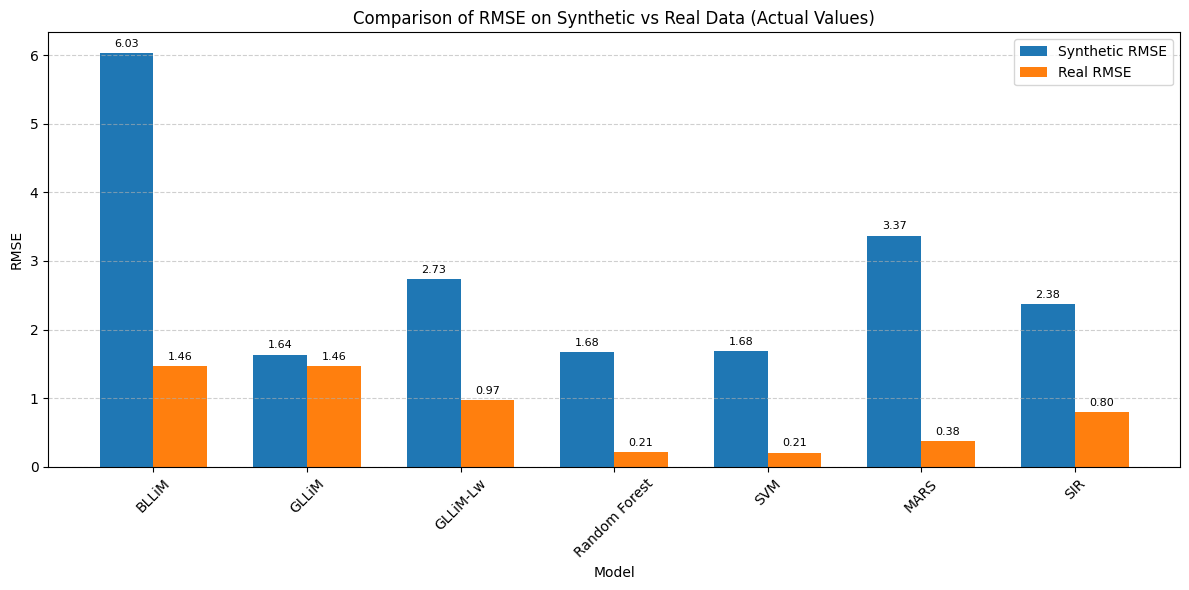 Comparison of RMSE on Synthetic vs Real Data (Actual Values)
Synthetic RMSE
Real RMSE
RMSE
6
5
4
3
2
1
0
6.03
1.46
1.64
1.46
2.73
0.97
1.68
0.21
1.68
0.21
3.37
0.38
2.38
0.80
BLLiM
GLLiM
GLLiM-Lw
Random Forest
SVM
MARS
SIR
Model